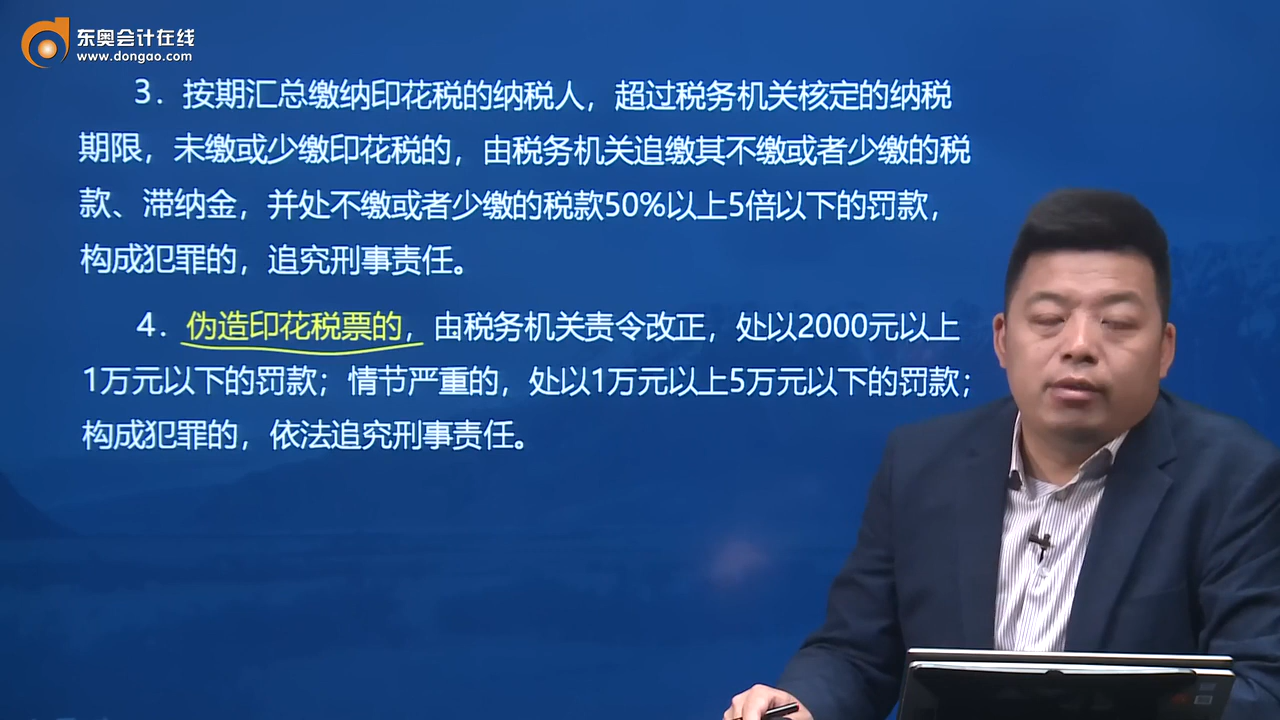 东奥会计在线
www.dongao.com
3．按期汇总缴纳印花税的纳税人，超过税务机关核定的纳税
期限，未缴或少缴印花税的，由税务机关追缴其不缴或者少缴的税
款、滞纳金，并处不缴或者少缴的税款50%以上5倍以下的罚款，
构成犯罪的，追究刑事责任。
4．伪造印花税票的，由税务机关责令改正，处以2000元以上
1万元以下的罚款；情节严重的，处以1万元以上5万元以下的罚款；
构成犯罪的，依法追究刑事责任。